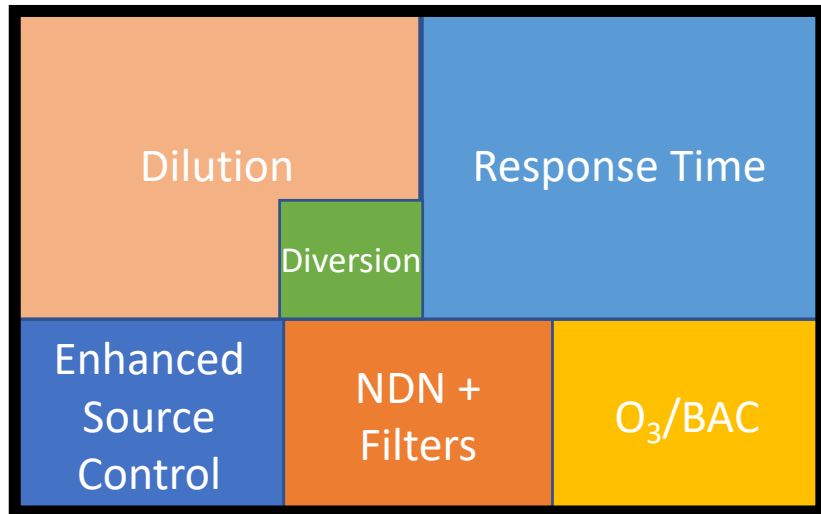 Dilution
Response Time
Diversion
Enhanced
Source
Control
NDN +
Filters
O₃/BAC